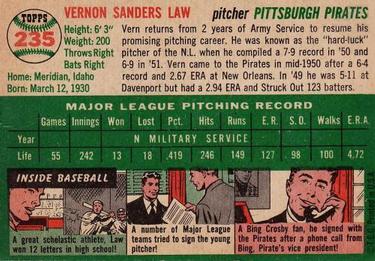 TOPPS
235
VERNON SANDERS LAW pitcher PITTSBURGH PIRATES
Height: 6' 3"
Weight: 200
Throws Right
Bats Right
Home: Meridian, Idaho
Born: March 12, 1930
Vern returns from 2 years of Army Service to resume
his promising pitching career. He was known as the "hard-luck"
pitcher of the N.L. when he compiled a 7-9 record in '50 and
6-9 in '51. Vern came to the Pirates in mid-1950 after a 6-4
record and 2.67 ERA at New Orleans. In '49 he was 5-11 at
Davenport but had a 2.94 ERA and Struck Out 123 batters.
MAJOR LEAGUE PITCHING RECORD
Games Innings Won Lost Pct. Hits Runs E.R. S.O. Walks E.R.A.
Year N MILITARY SERVICE
Life 55 242 13 18 .419 246 149 127 98 100 4.72
INSIDE BASEBALL
A great scholastic athlete, Law
won 12 letters in high school!
A number of Major League
teams tried to sign the young
pitcher!
A Bing Crosby fan, he signed
with the Pirates after a phone
call from Bing, Pirate's Vice-
President!